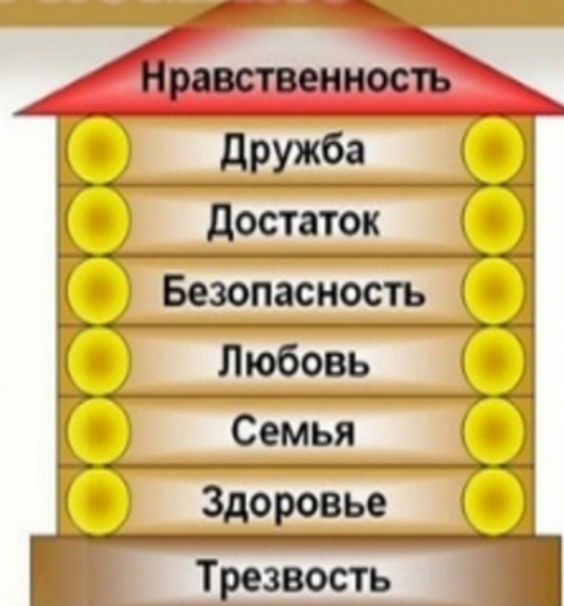 Нравственность
Дружба
Достаток
Безопасность
Любовь
Семья
Здоровье
Трезвость